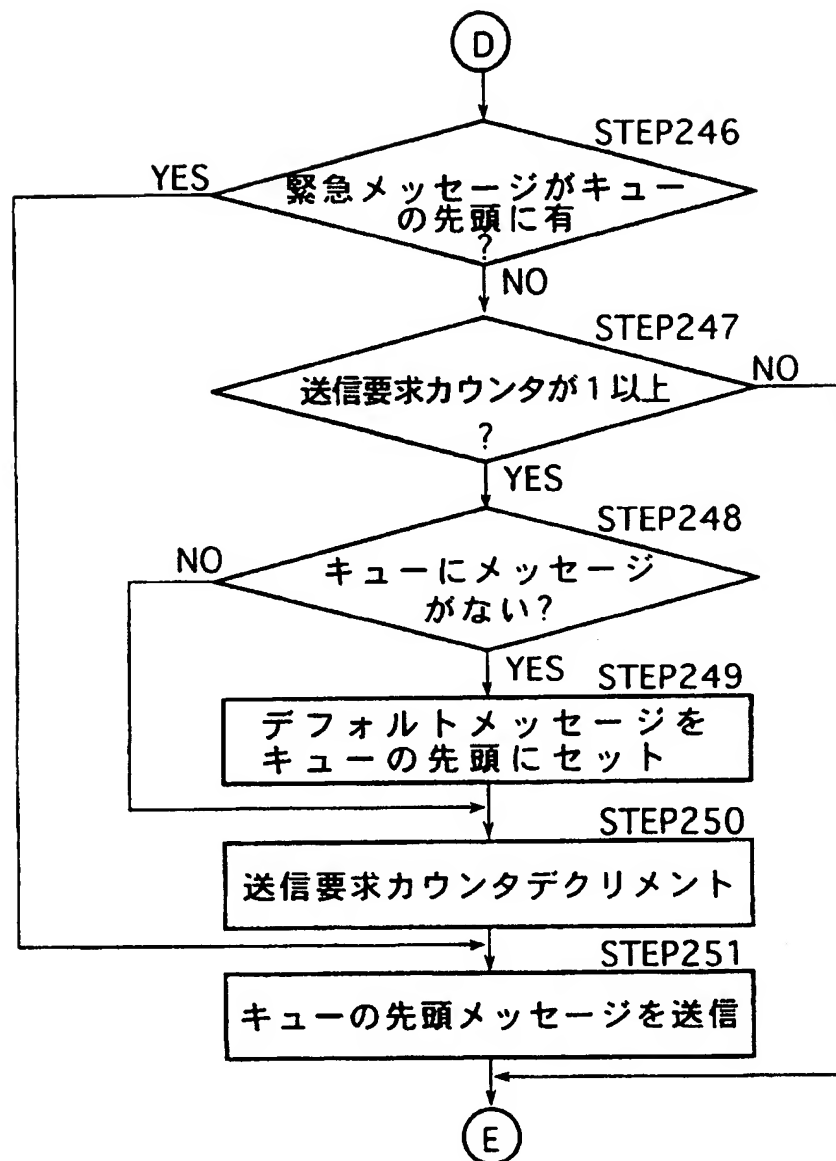 D
STEP246
YES
緊急メッセージがキュー
の先頭に有
?
NO
STEP247
NO
送信要求カウンタが1以上
?
YES
STEP248
NO
キューにメッセージ
がない?
YES
STEP249
デフォルトメッセージを
キューの先頭にセット
STEP250
送信要求カウンタデクリメント
STEP251
キューの先頭メッセージを送信
E